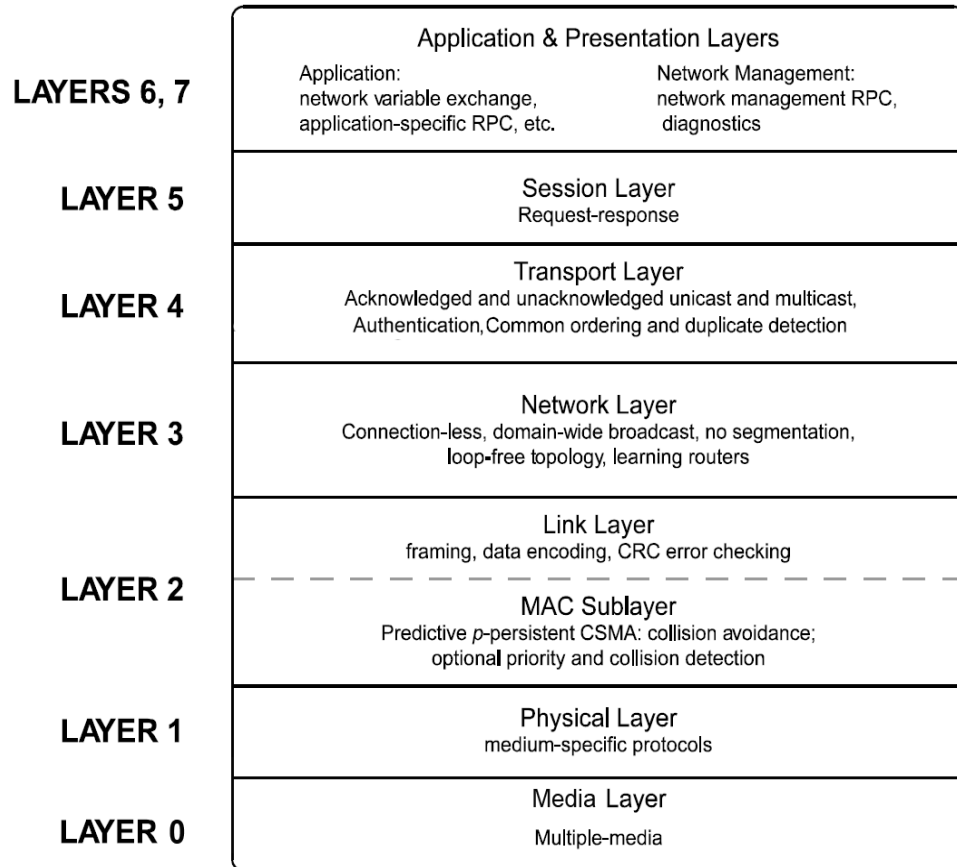 Application & Presentation Layers
LAYERS 6, 7
Application:
network variable exchange,
application-specific RPC, etc.
Network Management:
network management RPC,
diagnostics
LAYER 5
Session Layer
Request-response
LAYER 4
Transport Layer
Acknowledged and unacknowledged unicast and multicast,
Authentication,Common ordering and duplicate detection
LAYER 3
Network Layer
Connection-less, domain-wide broadcast, no segmentation,
loop-free topology, learning routers
LAYER 2
Link Layer
framing, data encoding, CRC error checking
MAC Sublayer
Predictive p-persistent CSMA: collision avoidance;
optional priority and collision detection
LAYER 1
Physical Layer
medium-specific protocols
LAYER 0
Media Layer
Multiple-media